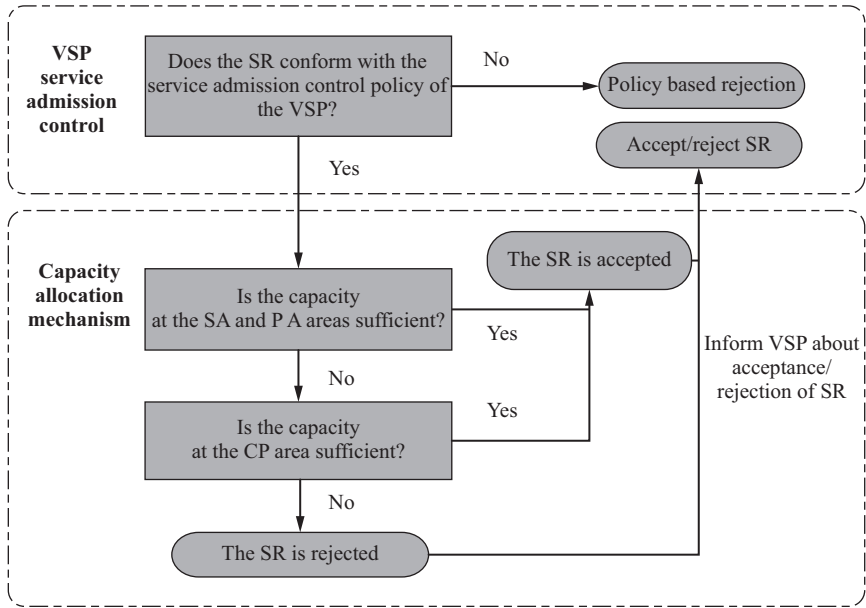 VSP
service
admission
control
Does the SR conform with the
service admission control policy of
the VSP?
No
Policy based rejection
Accept/reject SR
Yes
Capacity
allocation
mechanism
The SR is accepted
Is the capacity
at the SA and P A areas sufficient?
Yes
Inform VSP about
acceptance/
rejection of SR
No
Is the capacity
at the CP area sufficient?
Yes
No
The SR is rejected